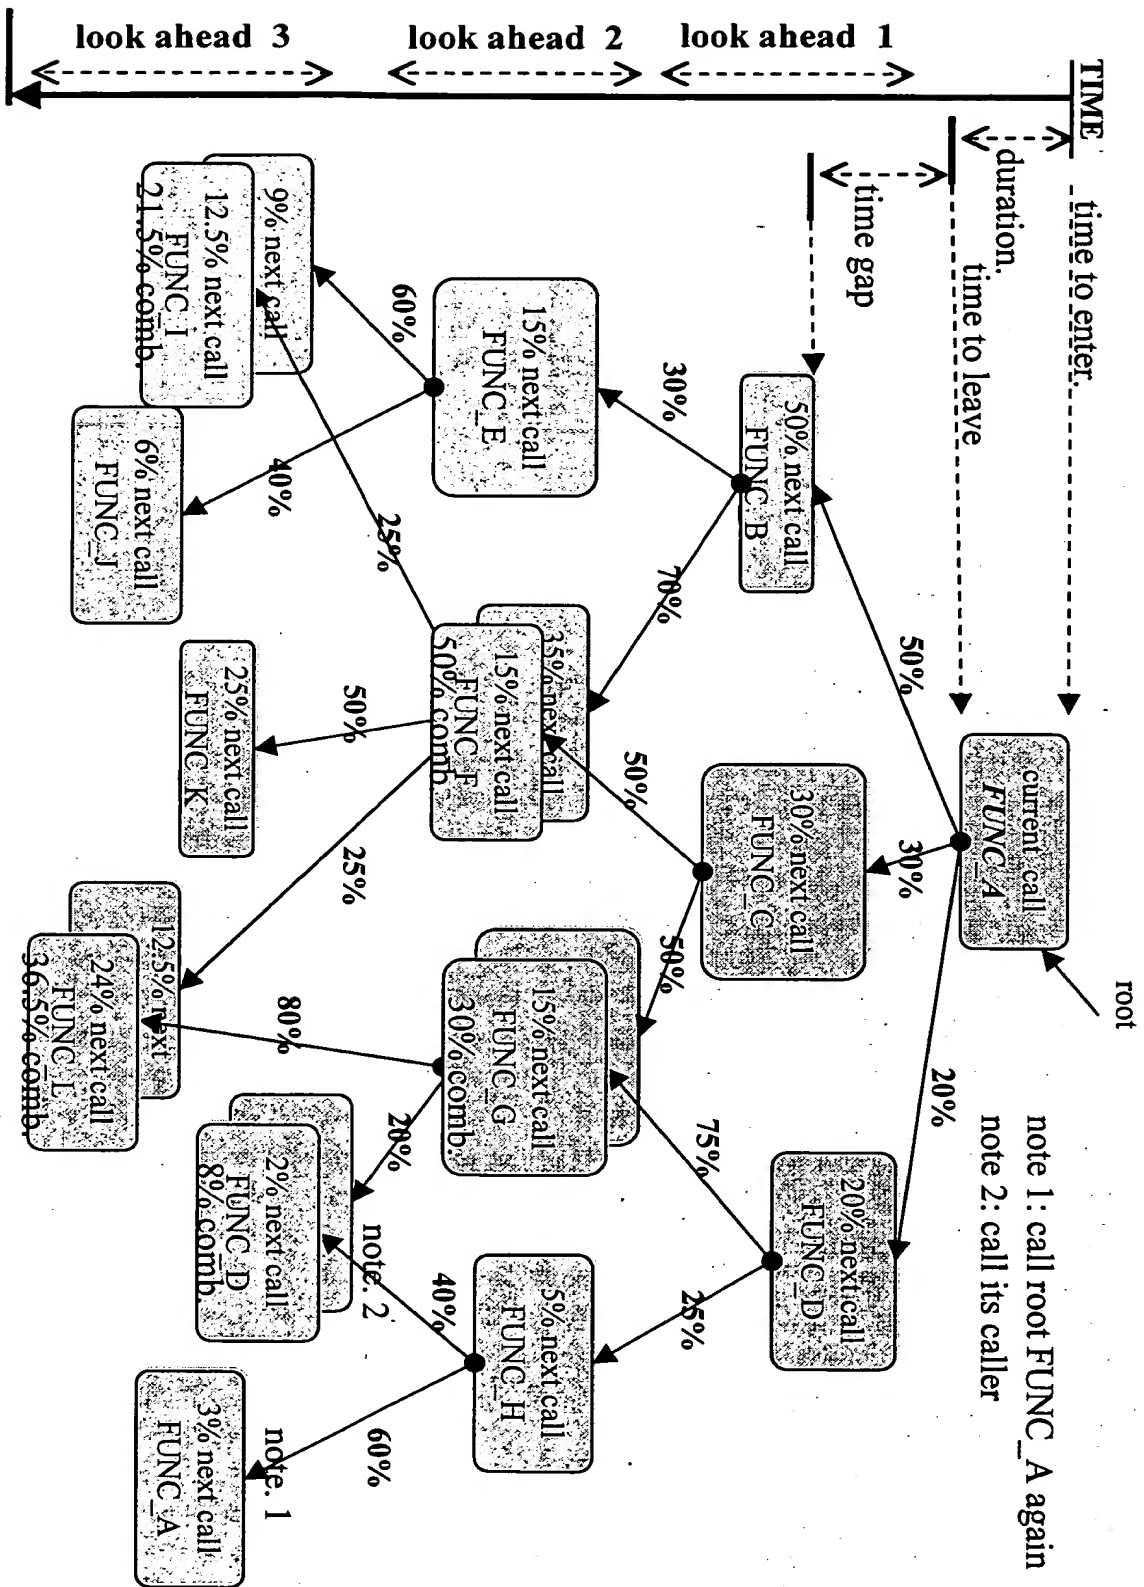 TIME
look ahead 1
look ahead 2
look ahead 3
time to enter.
duration.
time to leave
time gap
root
note 1: call root FUNC_A again
note 2: call its caller
current call
FUNC_A
50%
30%
20%
50% next call
FUNC_B
30% next call
FUNC_C
20% next call
FUNC_D
30%
70%
50%
50%
75%
25%
15% next call
FUNC_E
35% next call
15% next call
FUNC_F
50% comb.
15% next call
FUNC_G
30% comb.
5% next call
FUNC_H
60%
40%
25%
50%
25%
80%
20%
40%
60%
9% next call
12.5% next call
FUNC_I
21.5% comb.
6% next call
FUNC_J
25% next call
FUNC_K
12.5% next
24% next call
FUNC_L
36.5% comb.
note. 2
2% next call
FUNC_D
8% comb.
note. 1
3% next call
FUNC_A